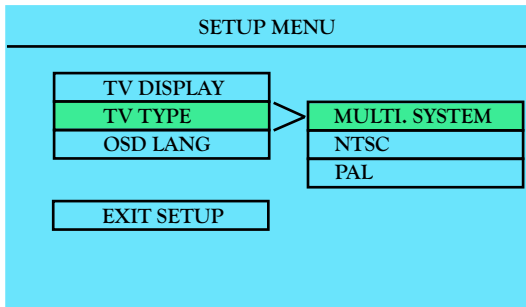 SETUP MENU
TV DISPLAY
TV TYPE
OSD LANG
MULTI. SYSTEM
NTSC
PAL
EXIT SETUP